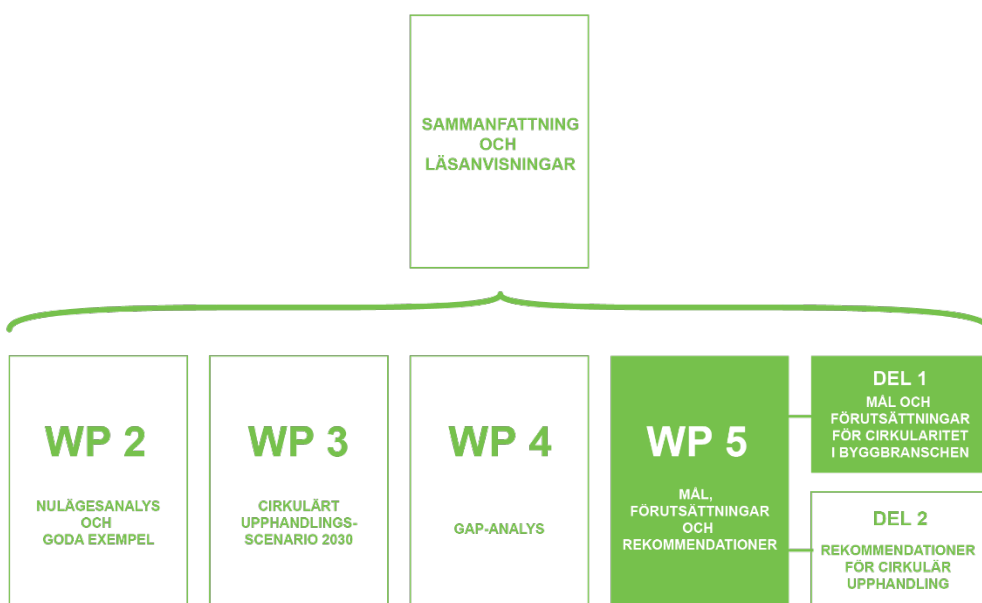 SAMMANFATTNING
OCH
LÄSANVISNINGAR
WP 2
NULÄGESANALYS
OCH
GODA EXEMPEL
WP 3
CIRKULÄRT
UPPHANDLINGS-
SCENARIO 2030
WP 4
GAP-ANALYS
WP 5
MÅL,
FÖRUTSÄTTNINGAR
OCH
REKOMMENDATIONER
DEL 1
MÅL OCH
FÖRUTSÄTTNINGAR
FÖR CIRKULARITET
I BYGGBRANSCHEN
DEL 2
REKOMMENDATIONER
FÖR CIRKULÄR
UPPHANDLING